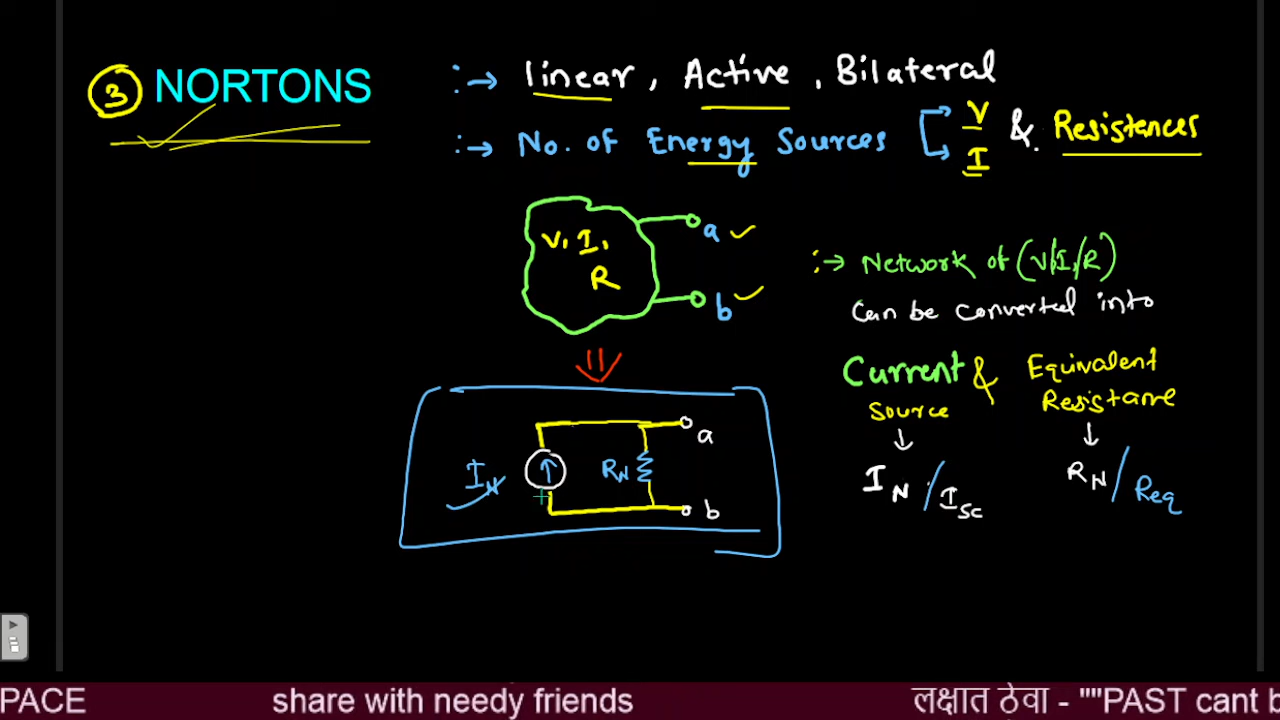 3 NORTONS
:→ linear, Active, Bilateral
:→ No. of Energy Sources V I & Resistances
V, I,
R
a
b
:→ Network of (V/I/R)
Can be converted into
Current & Equivalent
Source Resistance
↓ ↓
IN / Isc RN / Req
a
IN ↑ RN
b
PACE share with needy friends लक्षात ठेवा - ""PAST cant b